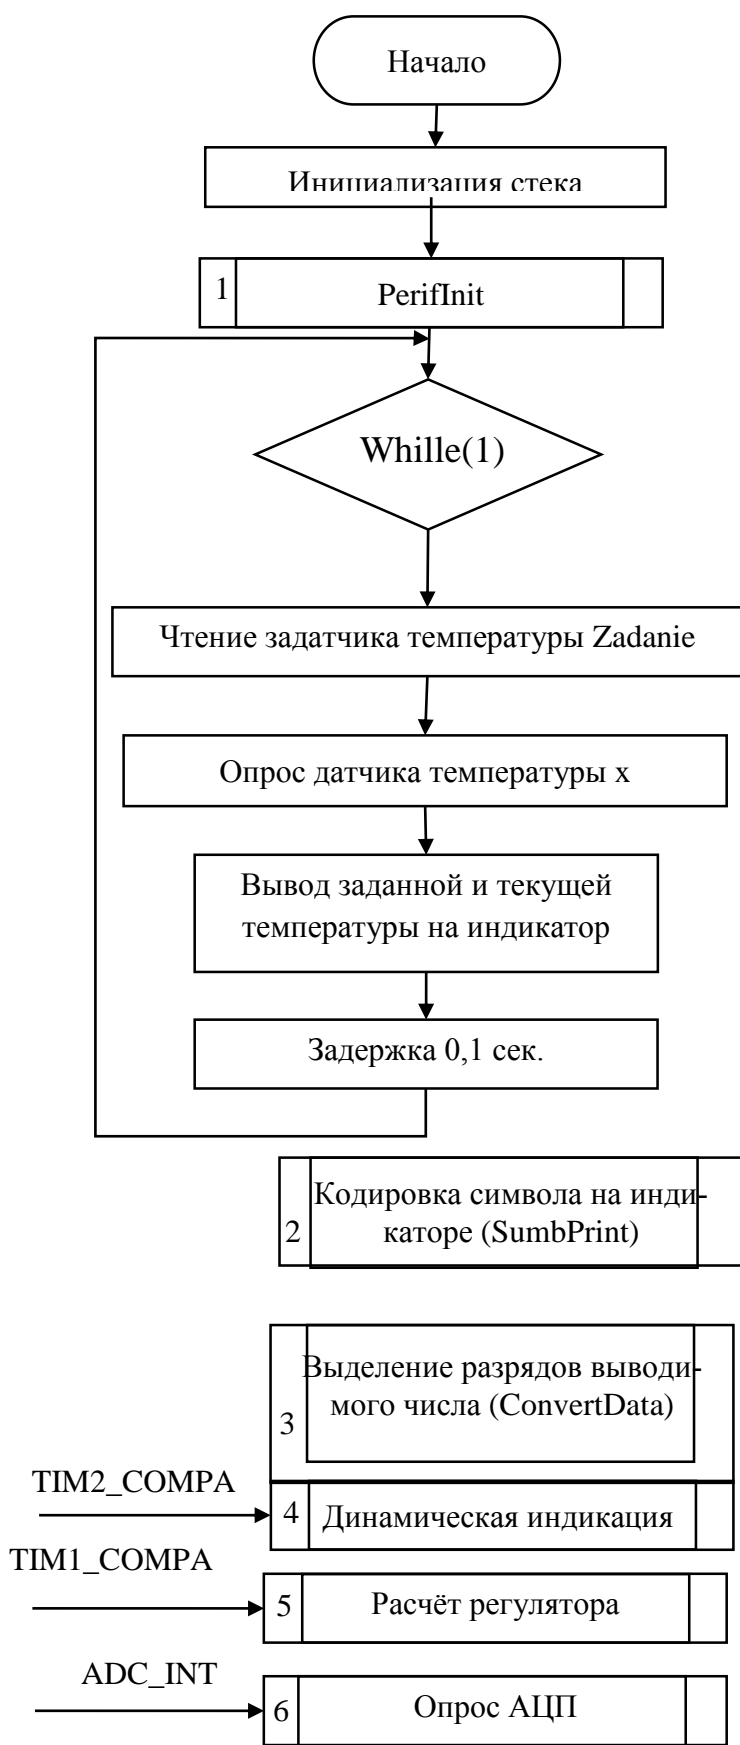 Начало
Инициализация стека
1
PerifInit
Whille(1)
Чтение задатчика температуры Zadanie
Опрос датчика температуры x
Вывод заданной и текущей
температуры на индикатор
Задержка 0,1 сек.
2
Кодировка символа на инди-
каторе (SumbPrint)
3
Выделение разрядов выводи-
мого числа (ConvertData)
TIM2_COMPA
4
Динамическая индикация
TIM1_COMPA
5
Расчёт регулятора
ADC_INT
6
Опрос АЦП